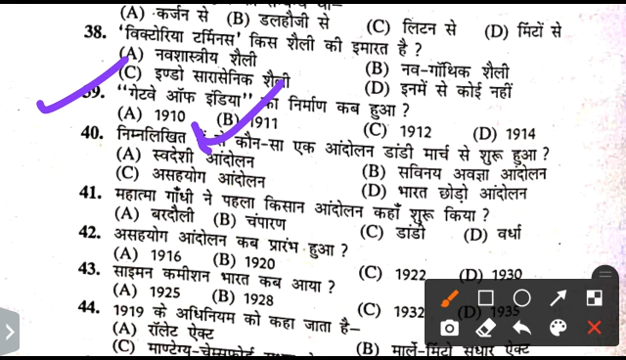 (A) कर्जन से (B) डलहौजी से (C) लिटन से (D) मिंटों से
38. 'विक्टोरिया टर्मिनस' किस शैली की इमारत है ?
(A) नवशास्त्रीय शैली (B) नव-गॉथिक शैली
(C) इण्डो सारासेनिक शैली (D) इनमें से कोई नहीं
39. "गेटवे ऑफ इंडिया" का निर्माण कब हुआ ?
(A) 1910 (B) 1911 (C) 1912 (D) 1914
40. निम्नलिखित में से कौन-सा एक आंदोलन डांडी मार्च से शुरू हुआ ?
(A) स्वदेशी आंदोलन (B) सविनय अवज्ञा आंदोलन
(C) असहयोग आंदोलन (D) भारत छोड़ो आंदोलन
41. महात्मा गाँधी ने पहला किसान आंदोलन कहाँ शुरू किया ?
(A) बरदौली (B) चंपारण (C) डांडी (D) वर्धा
42. असहयोग आंदोलन कब प्रारंभ हुआ ?
(A) 1916 (B) 1920 (C) 1922 (D) 1930
43. साइमन कमीशन भारत कब आया ?
(A) 1925 (B) 1928 (C) 1932 (D) 1935
44. 1919 के अधिनियम को कहा जाता है–
(A) रॉलेट ऐक्ट (B) मार्ले-मिंटो सुधार ऐक्ट
(C) माण्टेग्यू-चेम्सफोर्ड